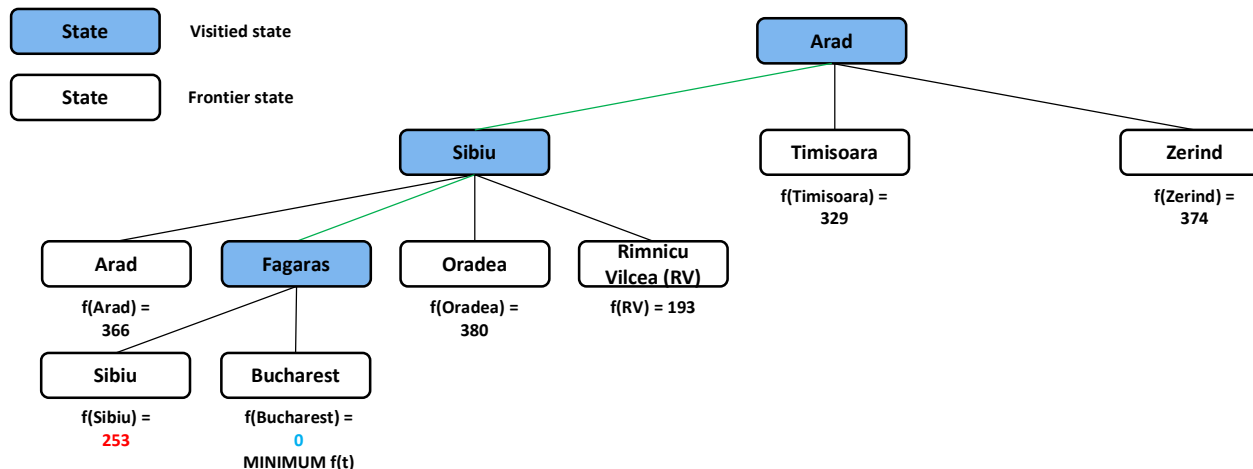 State
Visitied state
Arad
State
Frontier state
Sibiu
Timisoara
Zerind
f(Timisoara) =
329
f(Zerind) =
374
Arad
Fagaras
Oradea
Rimnicu
Vilcea (RV)
f(Arad) =
366
f(Oradea) =
380
f(RV) = 193
Sibiu
Bucharest
f(Sibiu) =
253
f(Bucharest) =
0
MINIMUM f(t)